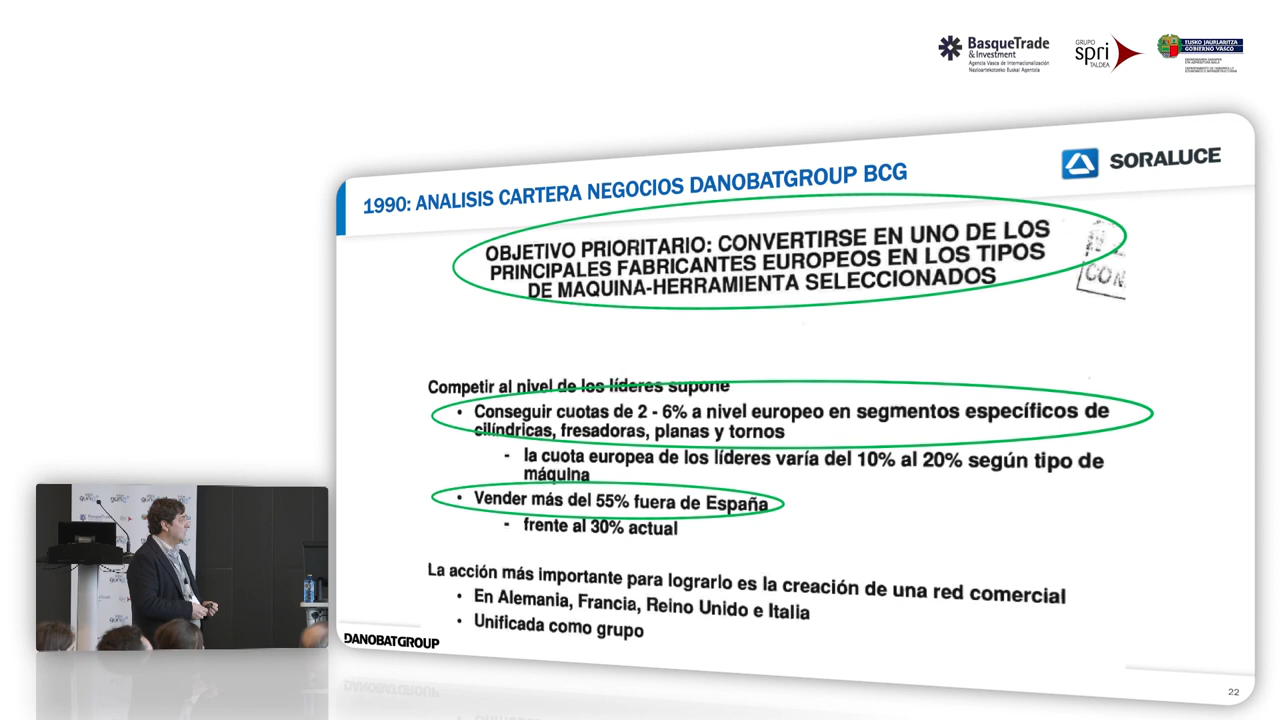 BasqueTrade
& Investment
Agencia Vasca de Internacionalización
Nazioartekotzeko Euskal Agentzia
GRUPO
spri
TALDEA
EUSKO JAURLARITZA
GOBIERNO VASCO
SORALUCE
1990: ANALISIS CARTERA NEGOCIOS DANOBATGROUP BCG
OBJETIVO PRIORITARIO: CONVERTIRSE EN UNO DE LOS
PRINCIPALES FABRICANTES EUROPEOS EN LOS TIPOS
DE MAQUINA-HERRAMIENTA SELECCIONADOS
Competir al nivel de los líderes supone
• Conseguir cuotas de 2 - 6% a nivel europeo en segmentos específicos de
cilíndricas, fresadoras, planas y tornos
- la cuota europea de los líderes varía del 10% al 20% según tipo de
máquina
• Vender más del 55% fuera de España
- frente al 30% actual
La acción más importante para lograrlo es la creación de una red comercial
• En Alemania, Francia, Reino Unido e Italia
• Unificada como grupo
DANOBATGROUP
22
BasqueTrade